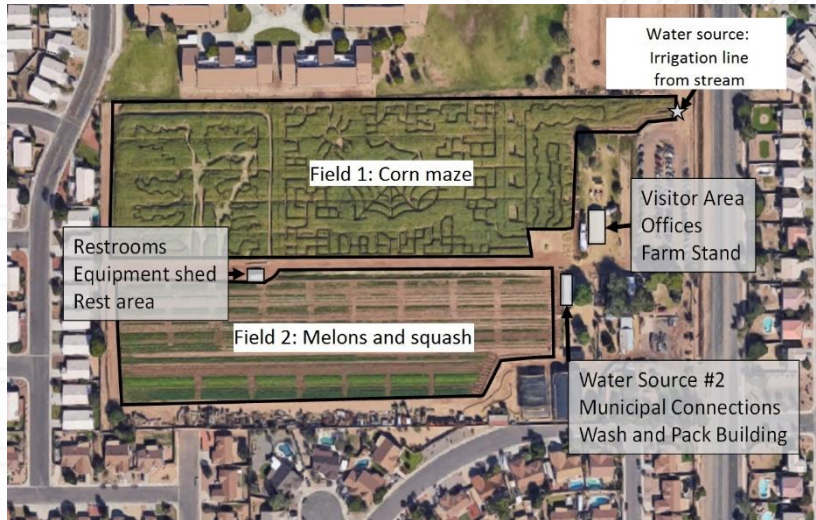 Water source:
Irrigation line
from stream
Field 1: Corn maze
Visitor Area
Offices
Farm Stand
Restrooms
Equipment shed
Rest area
Field 2: Melons and squash
Water Source #2
Municipal Connections
Wash and Pack Building